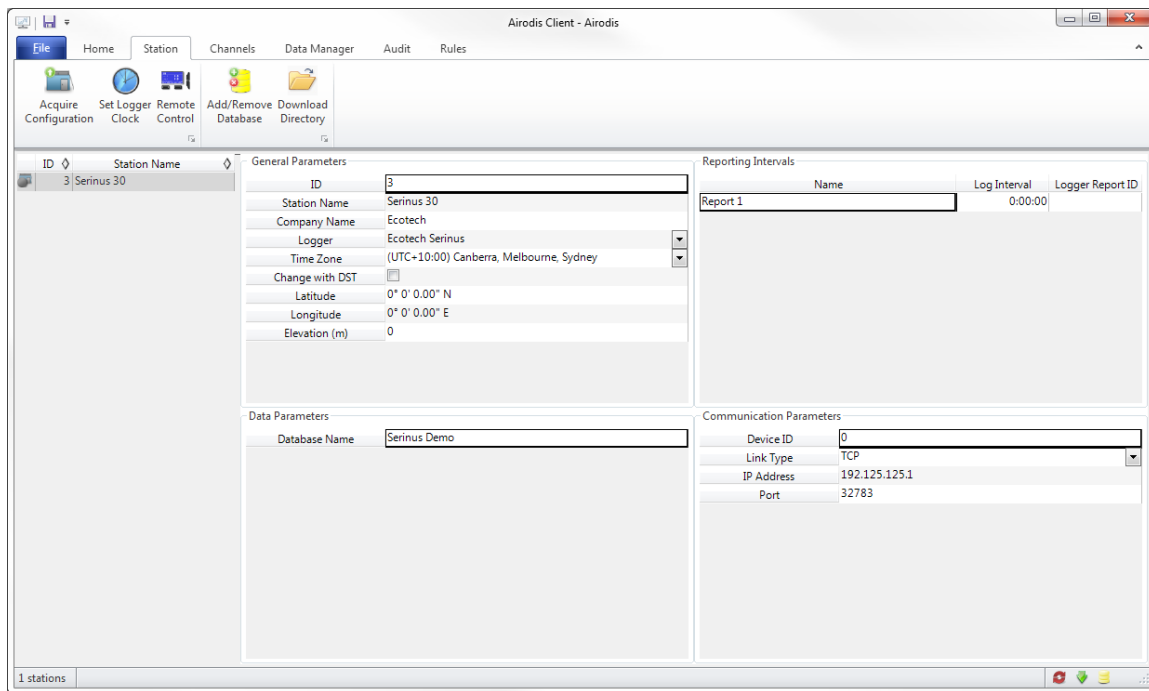 Airodis Client - Airodis
File Home Station Channels Data Manager Audit Rules
Acquire Configuration
Set Logger Clock
Remote Control
Add/Remove Database
Download Directory
ID Station Name
3 Serinus 30
General Parameters
ID 3
Station Name Serinus 30
Company Name Ecotech
Logger Ecotech Serinus
Time Zone (UTC+10:00) Canberra, Melbourne, Sydney
Change with DST
Latitude 0° 0' 0.00" N
Longitude 0° 0' 0.00" E
Elevation (m) 0
Reporting Intervals
Name Log Interval Logger Report ID
Report 1 0:00:00
Data Parameters
Database Name Serinus Demo
Communication Parameters
Device ID 0
Link Type TCP
IP Address 192.125.125.1
Port 32783
1 stations